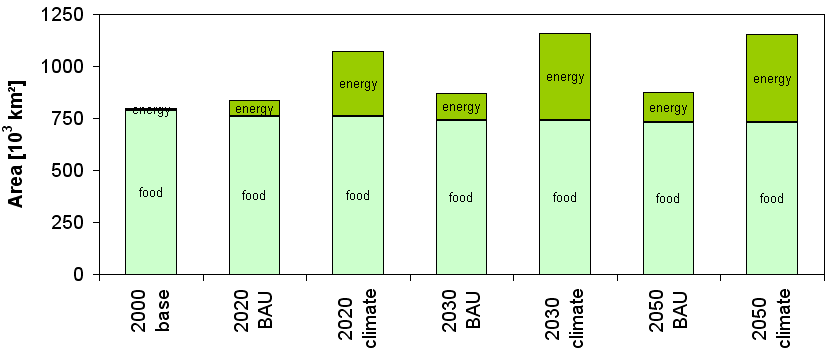 1250
1000
750
500
250
0
Area [10³ km²]
energy
food
energy
food
energy
food
energy
food
energy
food
energy
food
energy
food
2000
base
2020
BAU
2020
climate
2030
BAU
2030
climate
2050
BAU
2050
climate